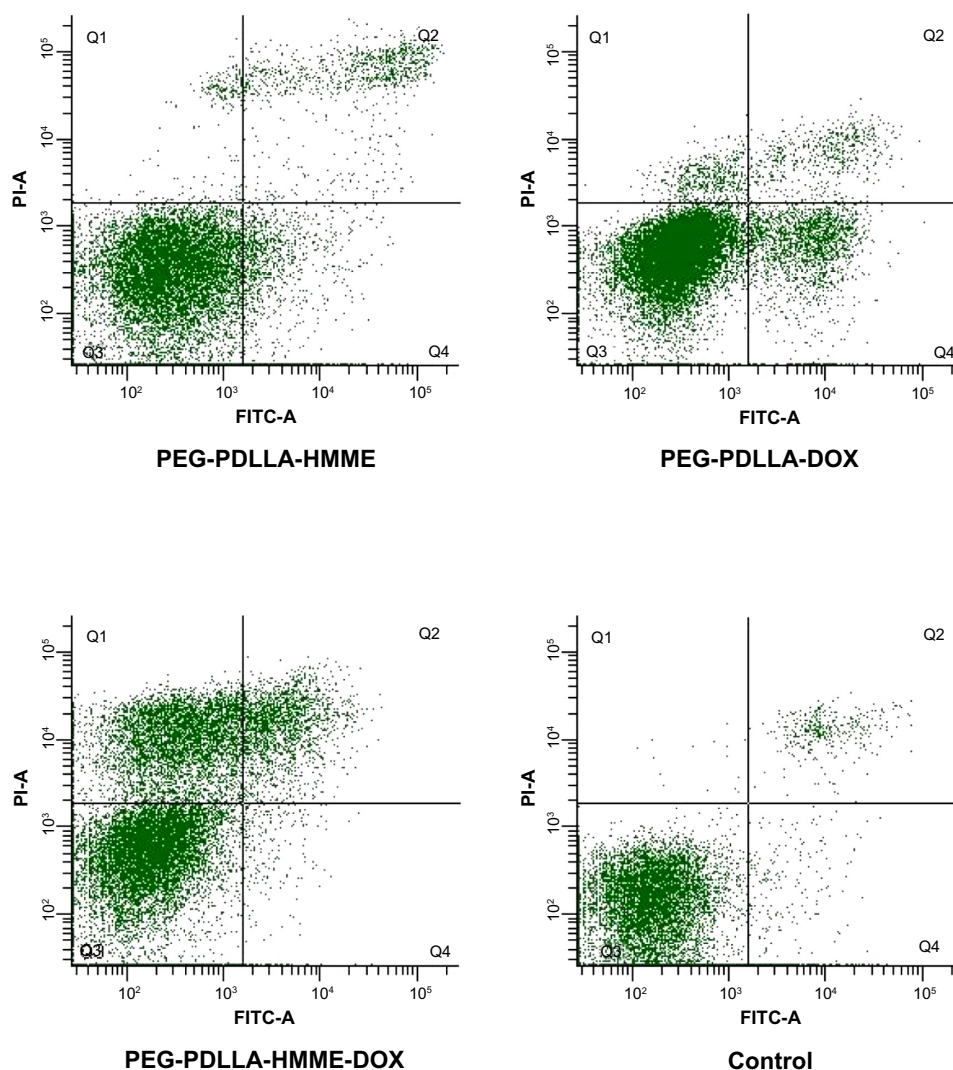 Q1
Q2
10⁵
10⁴
10³
10²
PI-A
Q3
Q4
10² 10³ 10⁴ 10⁵
FITC-A
PEG-PDLLA-HMME
Q1
Q2
10⁵
10⁴
10³
10²
PI-A
Q3
Q4
10² 10³ 10⁴ 10⁵
FITC-A
PEG-PDLLA-DOX
Q1
Q2
10⁵
10⁴
10³
10²
PI-A
Q3
Q4
10² 10³ 10⁴ 10⁵
FITC-A
PEG-PDLLA-HMME-DOX
Q1
Q2
10⁵
10⁴
10³
10²
PI-A
Q3
Q4
10² 10³ 10⁴ 10⁵
FITC-A
Control